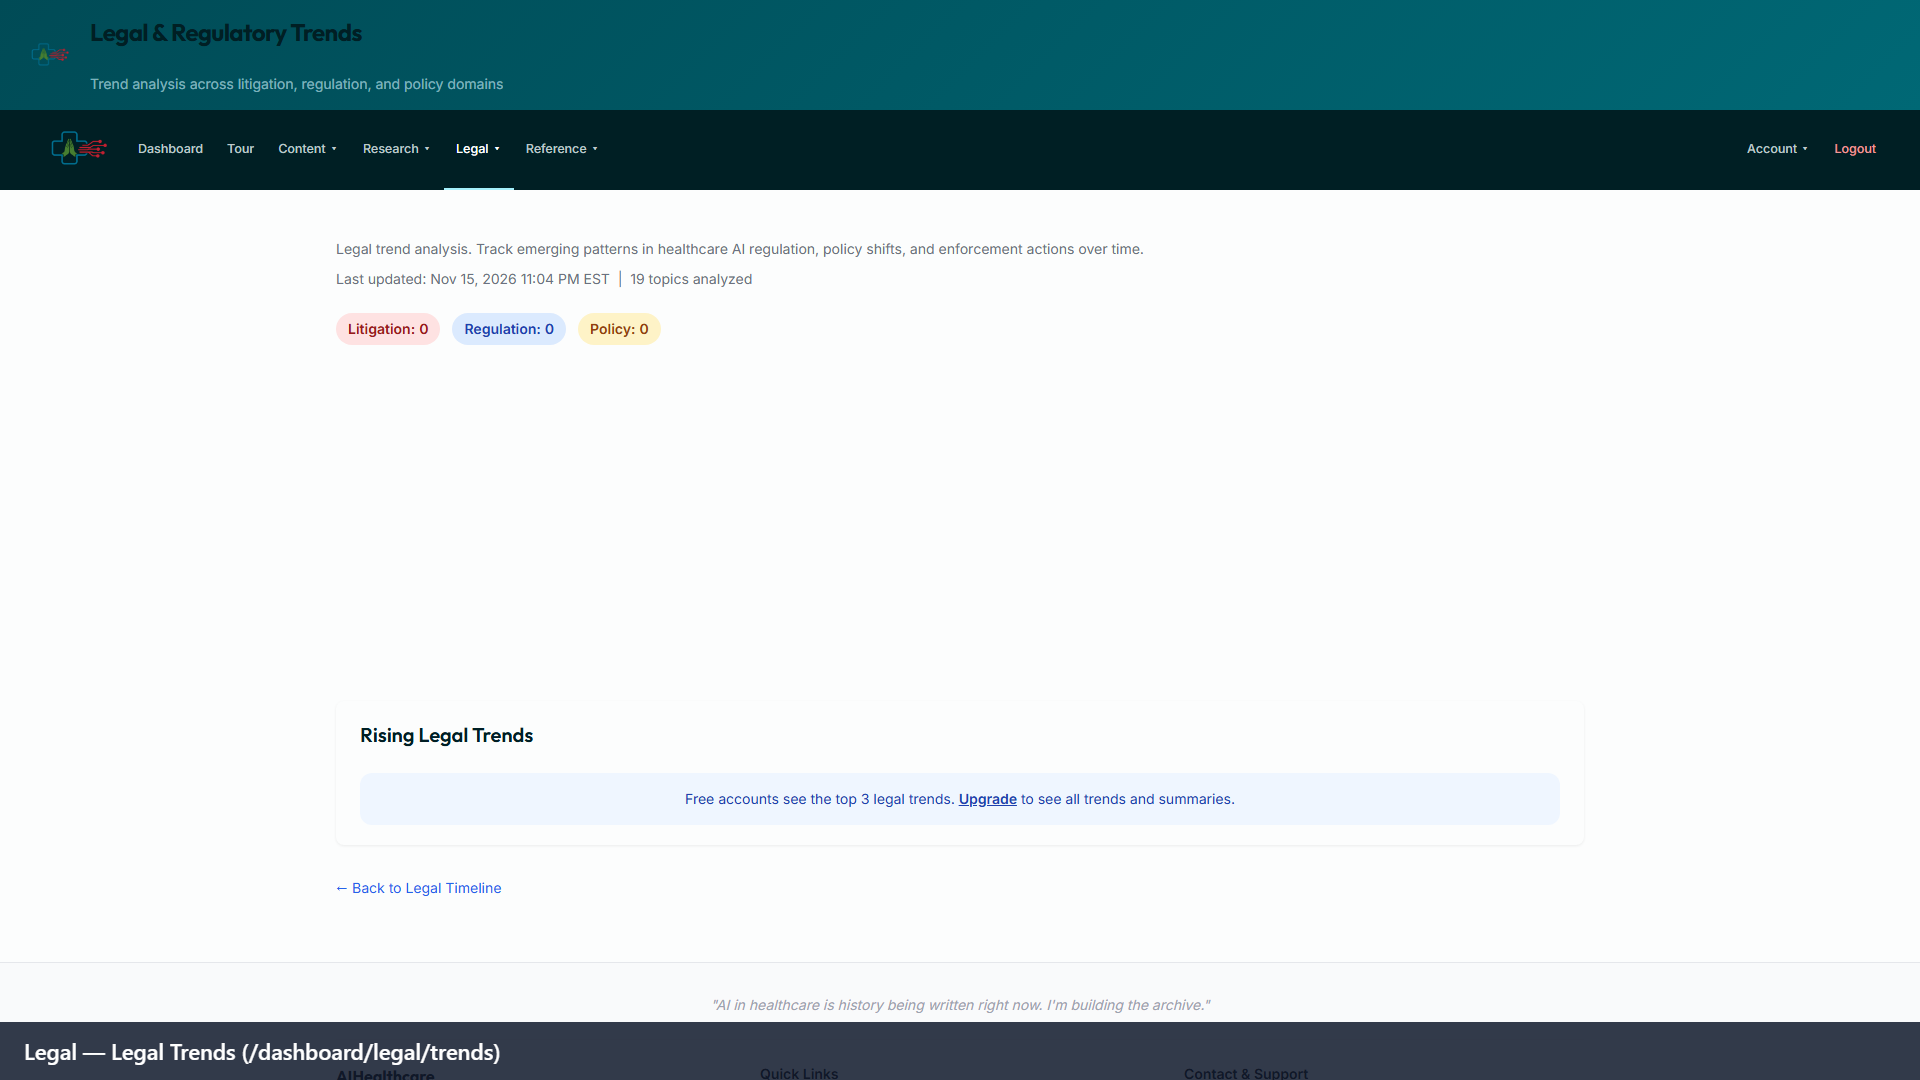 Legal & Regulatory Trends
Trend analysis across litigation, regulation, and policy domains
Dashboard
Tour
Content
Research
Legal
Reference
Account
Logout
Legal trend analysis. Track emerging patterns in healthcare AI regulation, policy shifts, and enforcement actions over time.
Last updated: Nov 15, 2026 11:04 PM EST | 19 topics analyzed
Litigation: 0
Regulation: 0
Policy: 0
Rising Legal Trends
Free accounts see the top 3 legal trends. Upgrade to see all trends and summaries.
← Back to Legal Timeline
"AI in healthcare is history being written right now. I'm building the archive."
Legal — Legal Trends (/dashboard/legal/trends)
AIHealthcare
Quick Links
Contact & Support